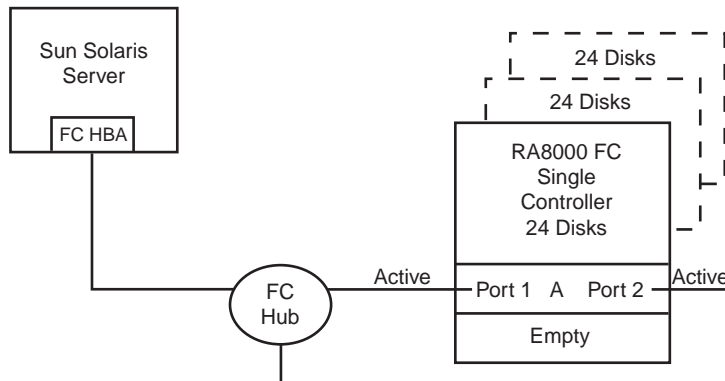 Sun Solaris
Server
FC HBA
24 Disks
24 Disks
RA8000 FC
Single
Controller
24 Disks
Active
Port 1 A Port 2
Active
FC
Hub
Empty